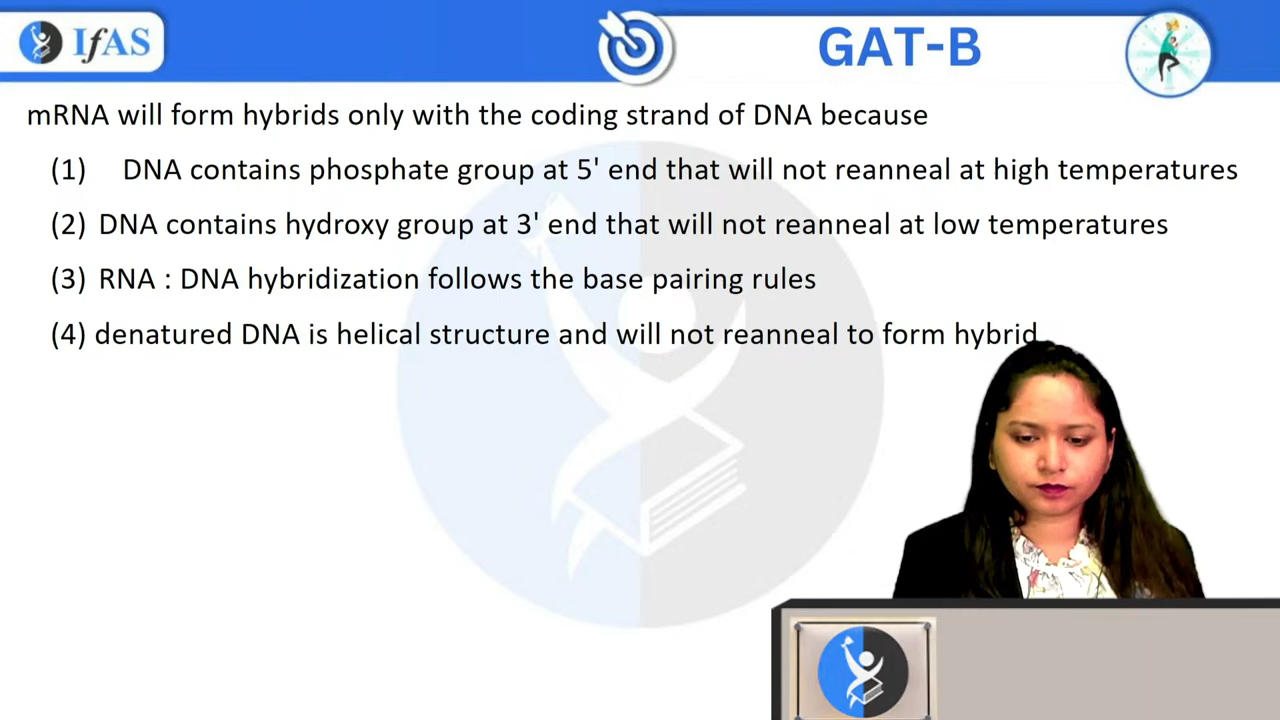 IfAS
GAT-B
mRNA will form hybrids only with the coding strand of DNA because
(1) DNA contains phosphate group at 5' end that will not reanneal at high temperatures
(2) DNA contains hydroxy group at 3' end that will not reanneal at low temperatures
(3) RNA : DNA hybridization follows the base pairing rules
(4) denatured DNA is helical structure and will not reanneal to form hybrid